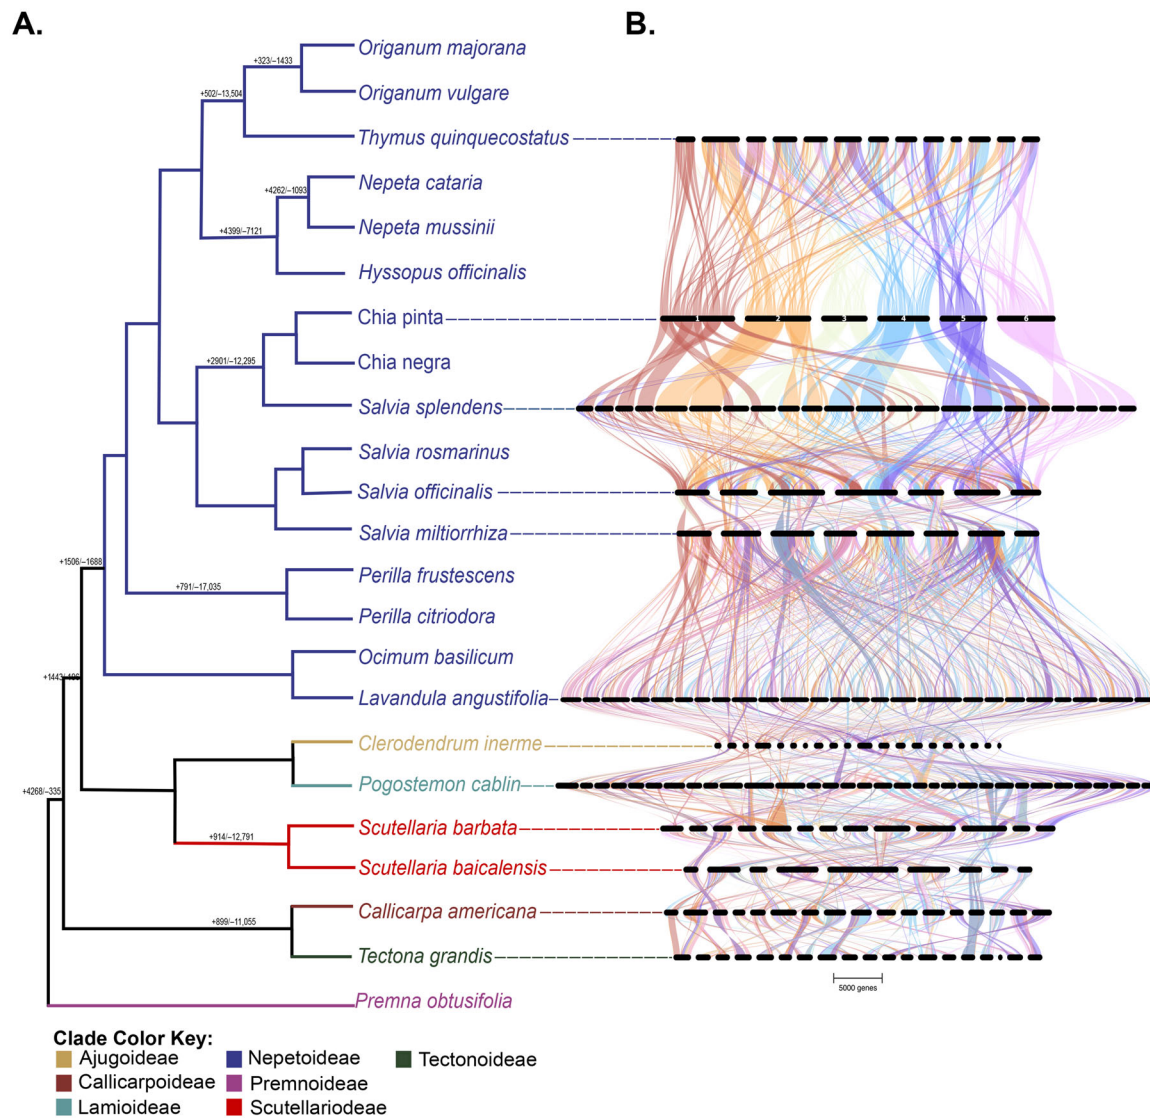 A.
B.
+323/−1433
Origanum majorana
+502/−13,504
Origanum vulgare
Thymus quinquecostatus
+4262/−1093
Nepeta cataria
Nepeta mussinii
+4399/−7121
Hyssopus officinalis
Chia pinta
1 2 3 4 5 6
+2901/−12,295
Chia negra
Salvia splendens
Salvia rosmarinus
Salvia officinalis
Salvia miltiorrhiza
+1506/−1688
Perilla frustescens
+791/−17,035
Perilla citriodora
Ocimum basilicum
+1443/
Lavandula angustifolia
Clerodendrum inerme
Pogostemon cablin
+4268/−335
Scutellaria barbata
+914/−12,791
Scutellaria baicalensis
Callicarpa americana
+899/−11,055
Tectona grandis
5000 genes
Premna obtusifolia
Clade Color Key:
Ajugoideae Nepetoideae Tectonoideae
Callicarpoideae Premnoideae
Lamioideae Scutellariodeae